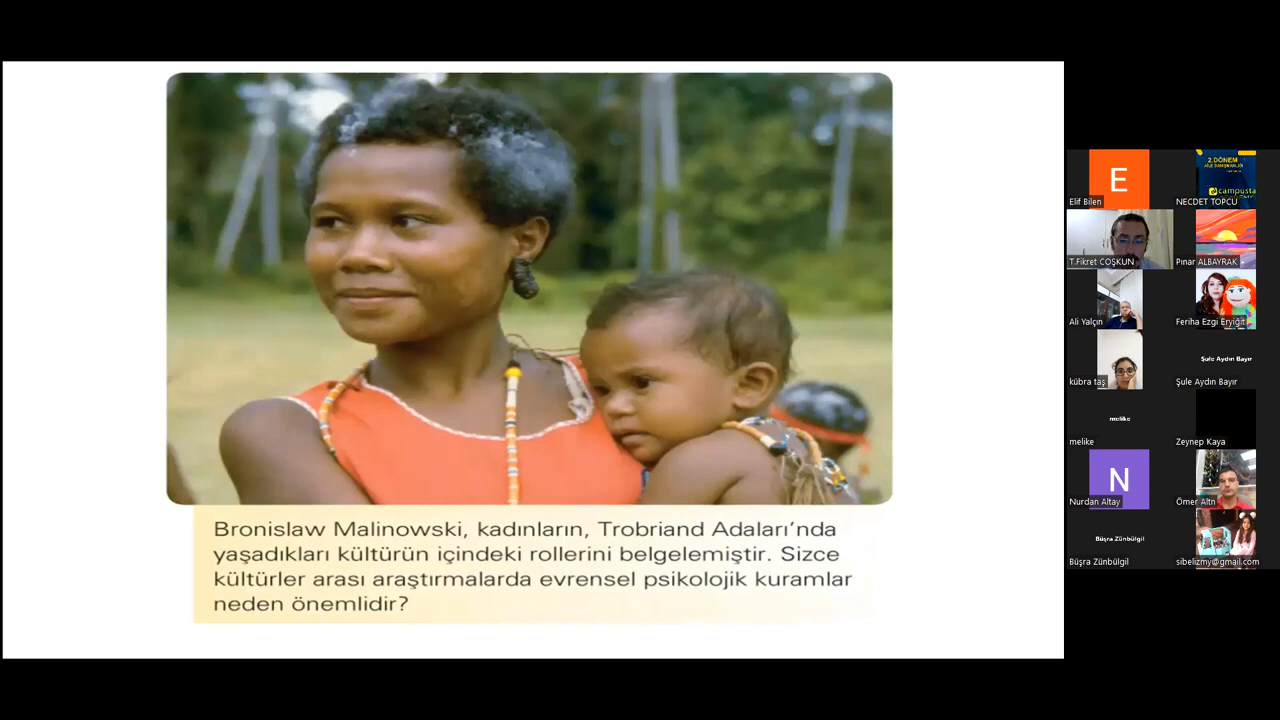 Bronislaw Malinowski, kadınların, Trobriand Adaları’nda
yaşadıkları kültürün içindeki rollerini belgelemiştir. Sizce
kültürler arası araştırmalarda evrensel psikolojik kuramlar
neden önemlidir?
E
Elif Bilen
2.DÖNEM
AİLE DANIŞMANLIĞI
campusta
NECDET TOPCU
T.Fikret COŞKUN
Pınar ALBAYRAK
Ali Yalçın
Feriha Ezgi Eryiğit
kübra taş
Şule Aydın Bayır
Şule Aydın Bayır
melike
melike
Zeynep Kaya
N
Nurdan Altay
Ömer Altn
Büşra Zünbülgil
Büşra Zünbülgil
sibelizmy@gmail.com